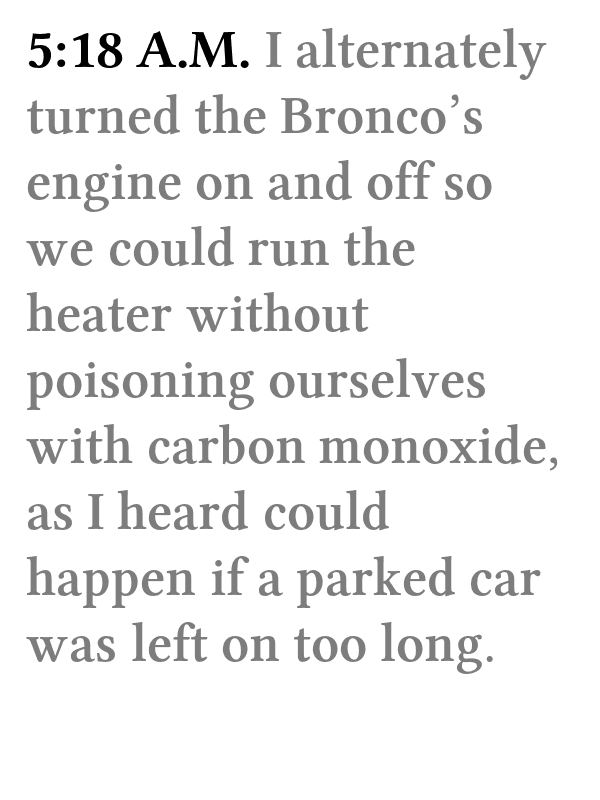 5:18 A.M. I alternately
turned the Bronco’s
engine on and off so
we could run the
heater without
poisoning ourselves
with carbon monoxide,
as I heard could
happen if a parked car
was left on too long.